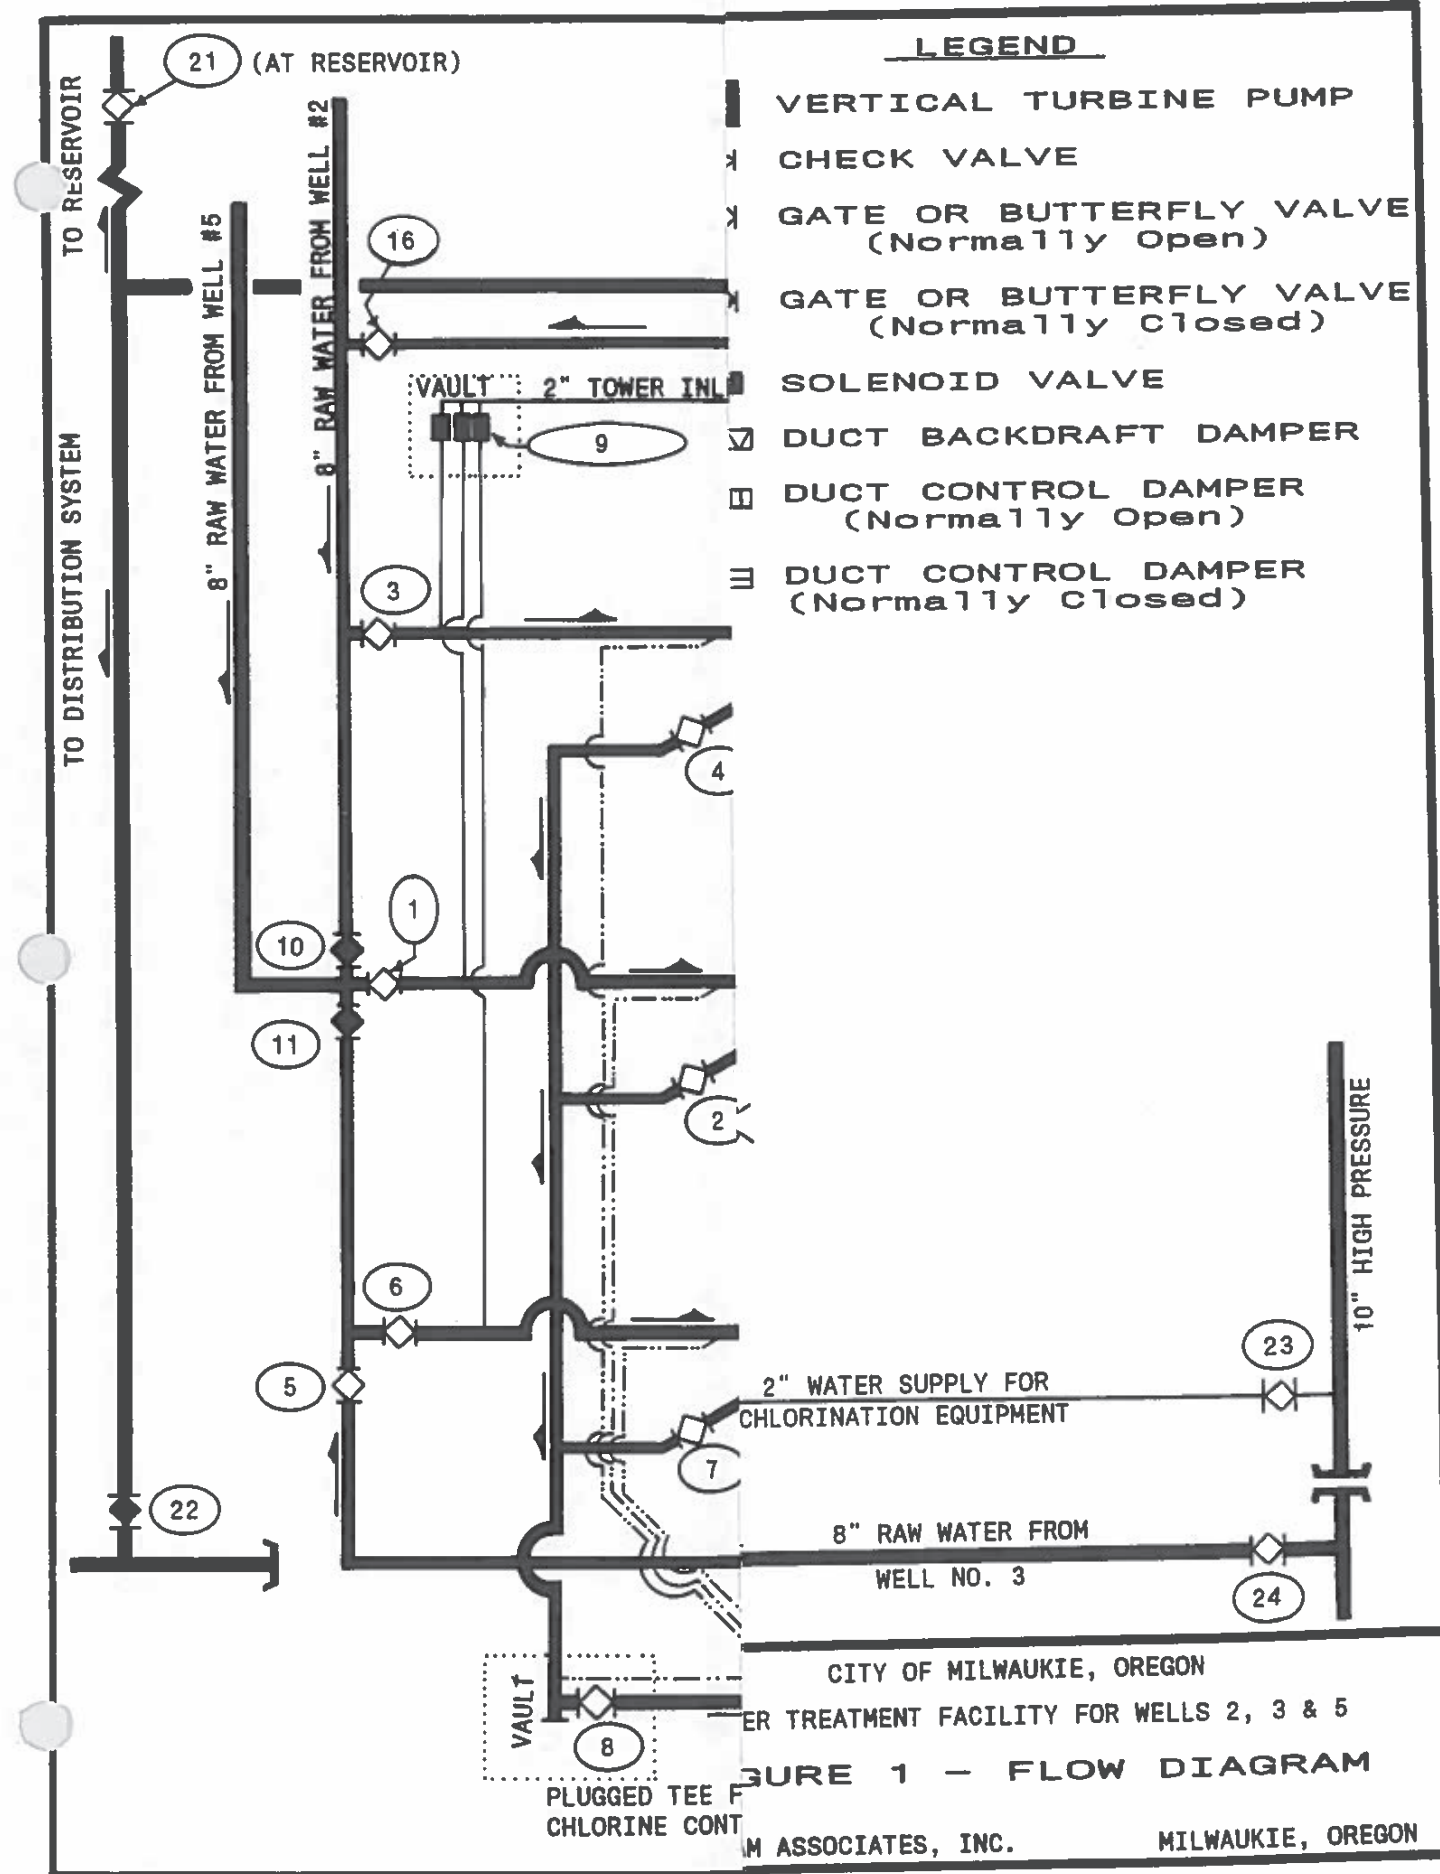 21 (AT RESERVOIR)
TO RESERVOIR
8" RAW WATER FROM WELL #2
8" RAW WATER FROM WELL #5
16
VAULT
2" TOWER INL
9
TO DISTRIBUTION SYSTEM
3
4
1
10
11
2
6
5
7
22
VAULT
8
PLUGGED TEE F
CHLORINE CONT
LEGEND
VERTICAL TURBINE PUMP
CHECK VALVE
GATE OR BUTTERFLY VALVE
(Normally Open)
GATE OR BUTTERFLY VALVE
(Normally Closed)
SOLENOID VALVE
DUCT BACKDRAFT DAMPER
DUCT CONTROL DAMPER
(Normally Open)
DUCT CONTROL DAMPER
(Normally Closed)
10" HIGH PRESSURE
23
2" WATER SUPPLY FOR
CHLORINATION EQUIPMENT
8" RAW WATER FROM
WELL NO. 3
24
CITY OF MILWAUKIE, OREGON
ER TREATMENT FACILITY FOR WELLS 2, 3 & 5
GURE 1 - FLOW DIAGRAM
M ASSOCIATES, INC. MILWAUKIE, OREGON